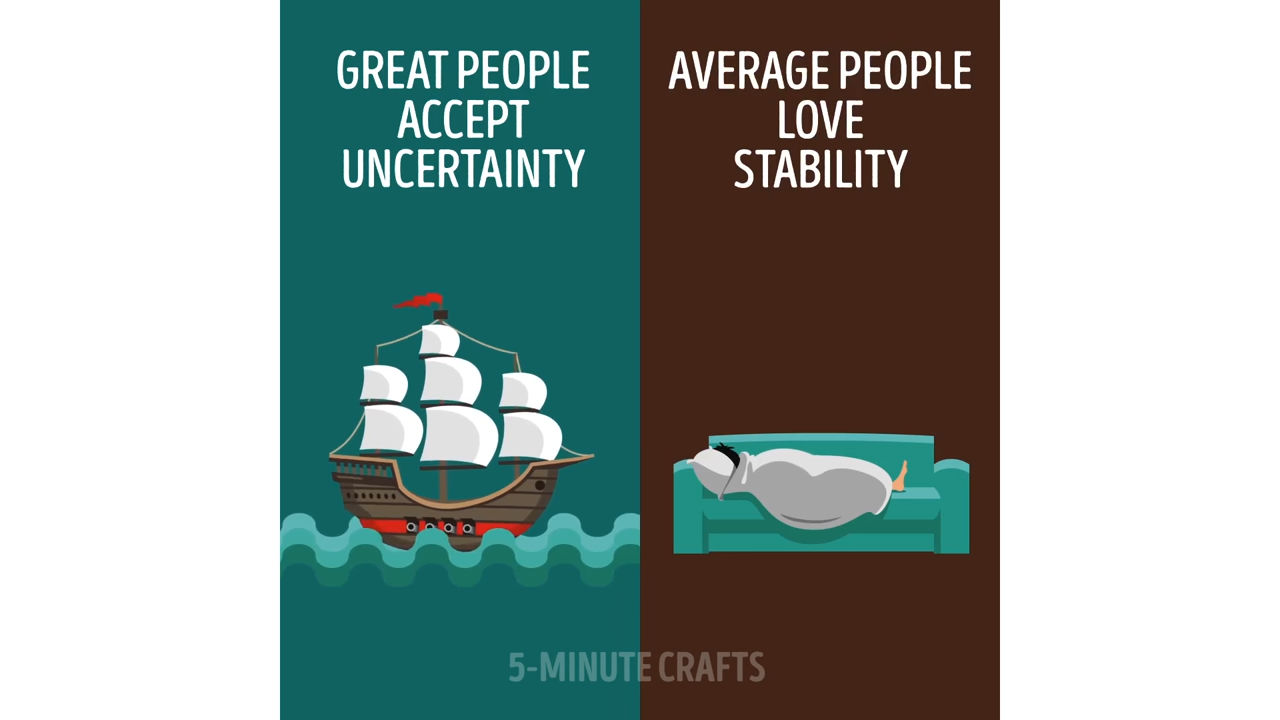 GREAT PEOPLE
ACCEPT
UNCERTAINTY
AVERAGE PEOPLE
LOVE
STABILITY
5-MINUTE CRAFTS